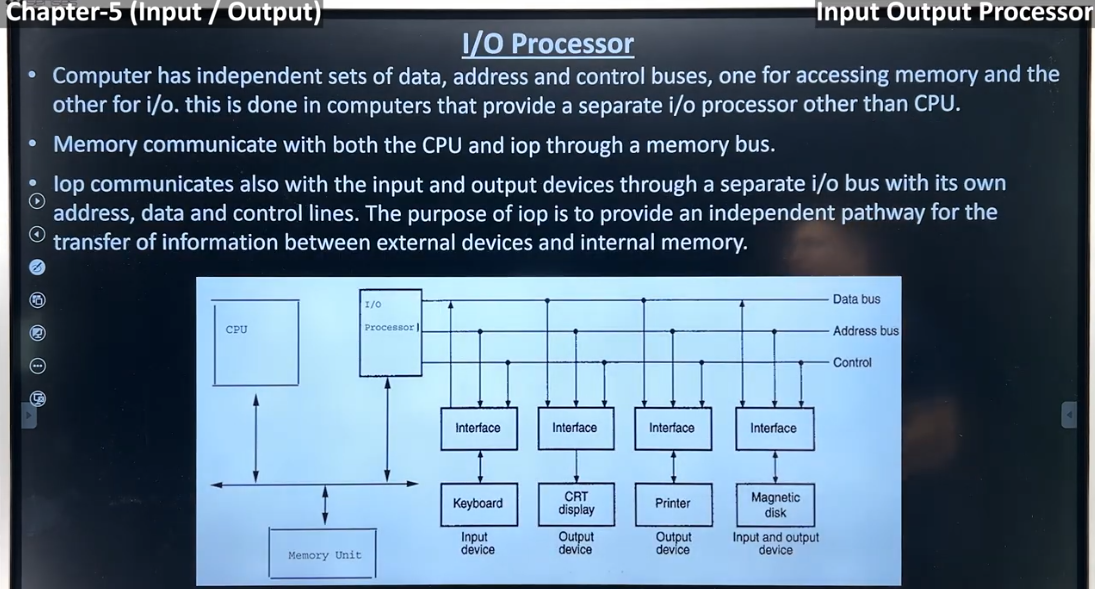 Chapter-5 (Input / Output)
Input Output Processor
I/O Processor
• Computer has independent sets of data, address and control buses, one for accessing memory and the
other for i/o. this is done in computers that provide a separate i/o processor other than CPU.
• Memory communicate with both the CPU and iop through a memory bus.
• Iop communicates also with the input and output devices through a separate i/o bus with its own
address, data and control lines. The purpose of iop is to provide an independent pathway for the
transfer of information between external devices and internal memory.
CPU
I/O
Processor
Data bus
Address bus
Control
Interface
Interface
Interface
Interface
Keyboard
CRT
display
Printer
Magnetic
disk
Input
device
Output
device
Output
device
Input and output
device
Memory Unit